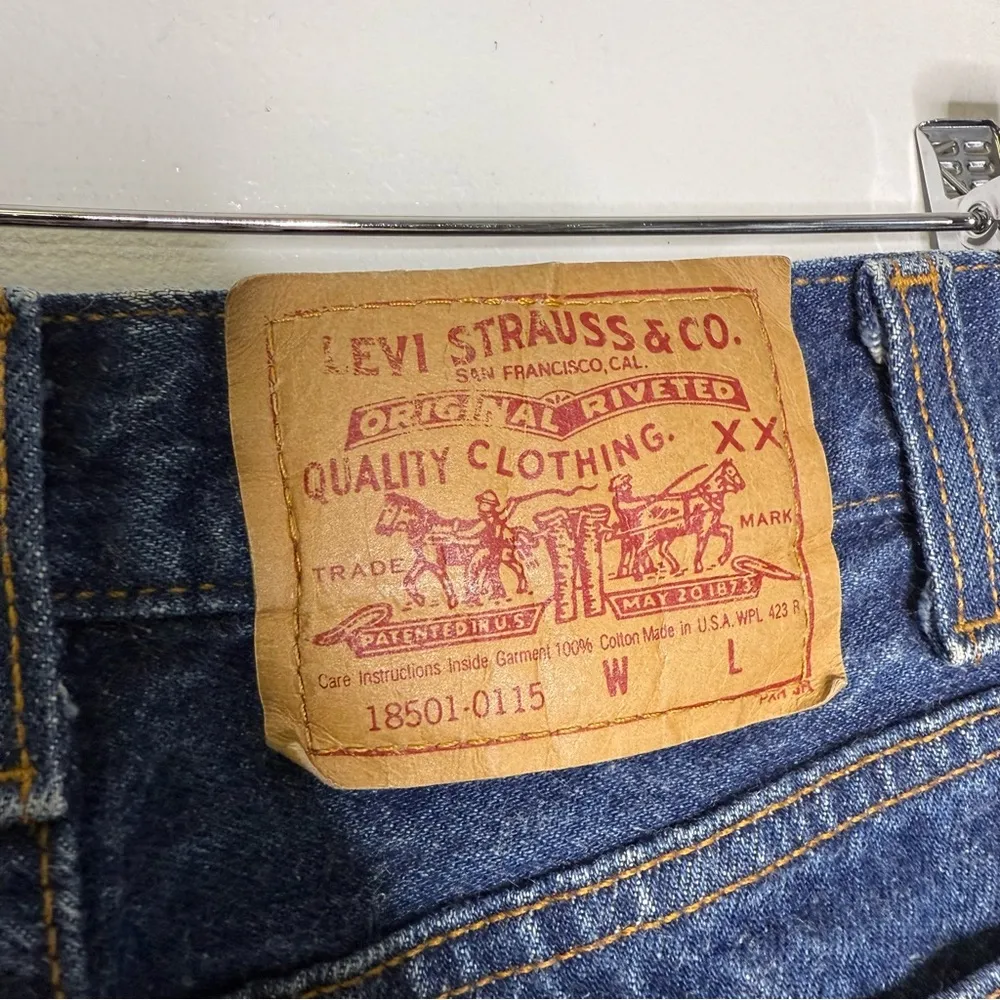 LEVI STRAUSS & CO.
SAN FRANCISCO, CAL.
ORIGINAL RIVETED
QUALITY CLOTHING. XX
TRADE MARK
PATENTED IN U.S MAY 20 1873
Care Instructions Inside Garment 100% Cotton Made in U.S.A. WPL 423
18501-0115 W L